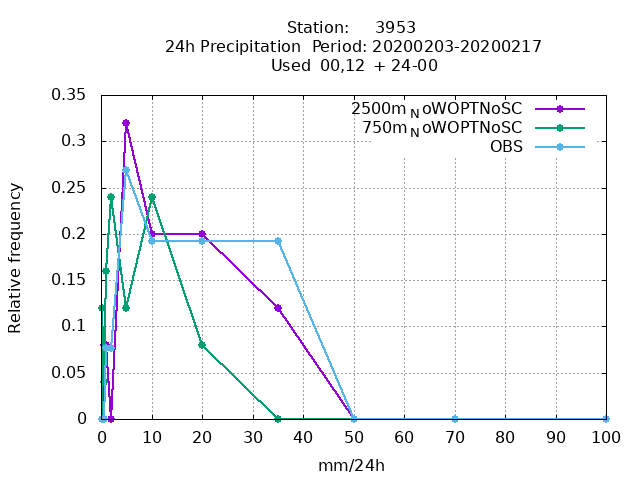 Station: 3953
24h Precipitation Period: 20200203-20200217
Used 00,12 + 24-00
0.35
0.3
0.25
0.2
0.15
0.1
0.05
0
Relative frequency
2500m_NoWOPTNoSC
750m_NoWOPTNoSC
OBS
0 10 20 30 40 50 60 70 80 90 100
mm/24h